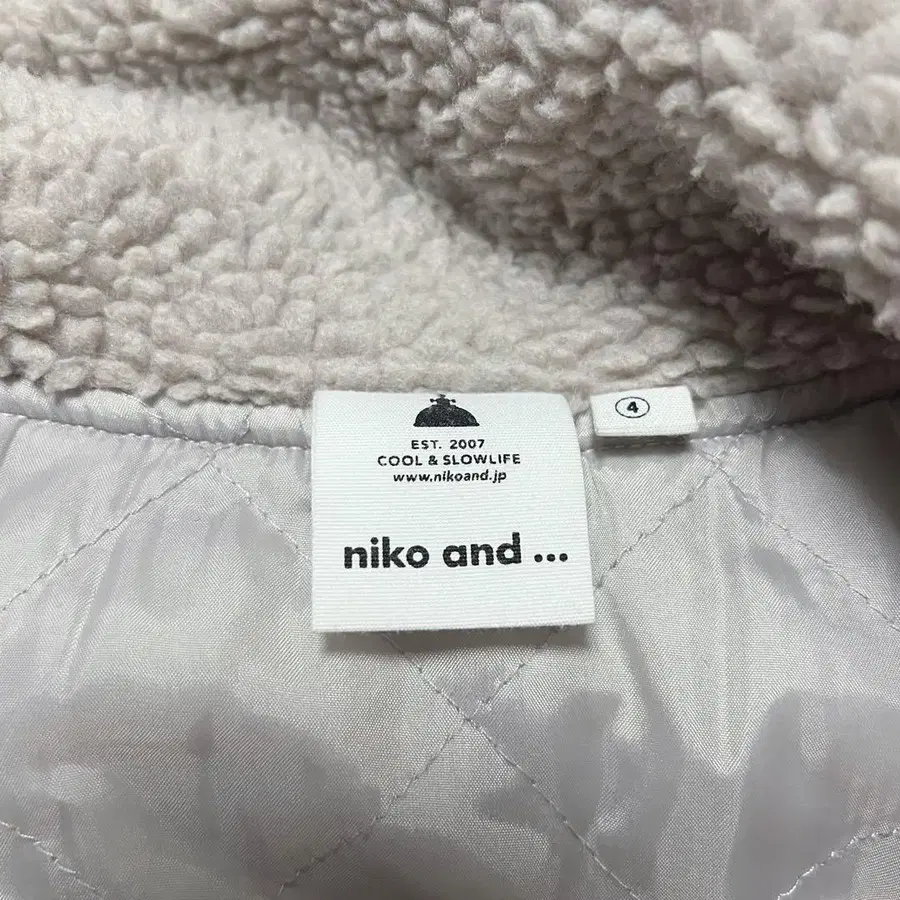 EST. 2007
COOL & SLOWLIFE
www.nikoand.jp
niko and ...
④